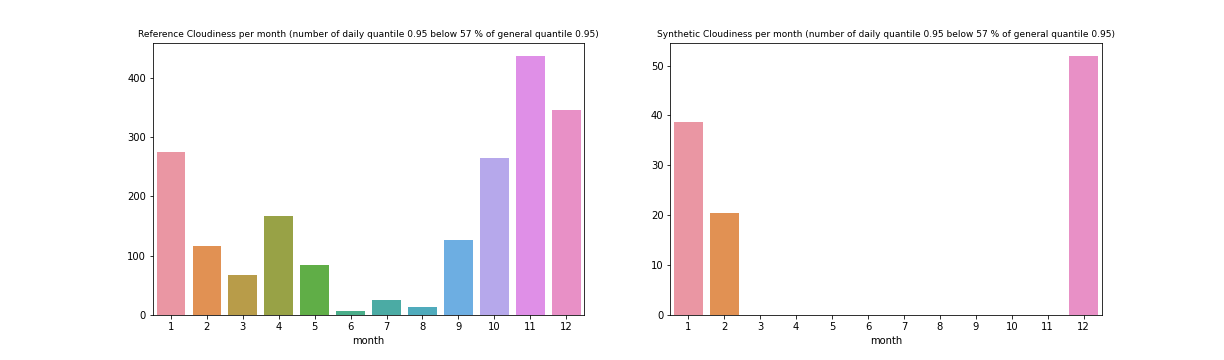 Reference Cloudiness per month (number of daily quantile 0.95 below 57 % of general quantile 0.95)
400
300
200
100
0
1 2 3 4 5 6 7 8 9 10 11 12
month
Synthetic Cloudiness per month (number of daily quantile 0.95 below 57 % of general quantile 0.95)
50
40
30
20
10
0
1 2 3 4 5 6 7 8 9 10 11 12
month